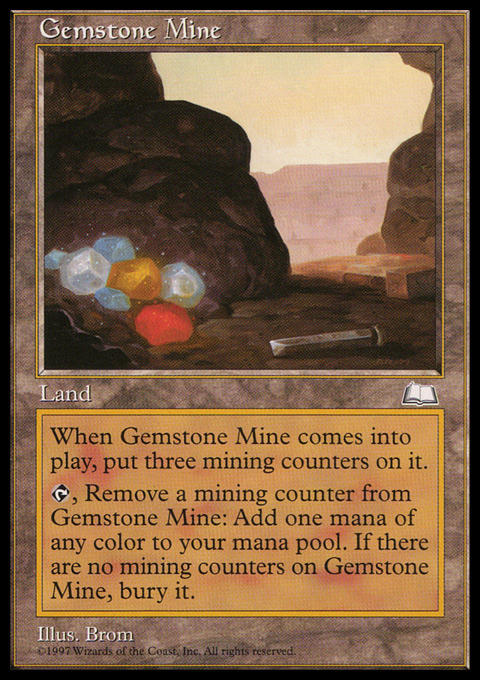 Gemstone Mine
Land
When Gemstone Mine comes into
play, put three mining counters on it.
, Remove a mining counter from
Gemstone Mine: Add one mana of
any color to your mana pool. If there
are no mining counters on Gemstone
Mine, bury it.
Illus. Brom
©1997 Wizards of the Coast, Inc. All rights reserved.